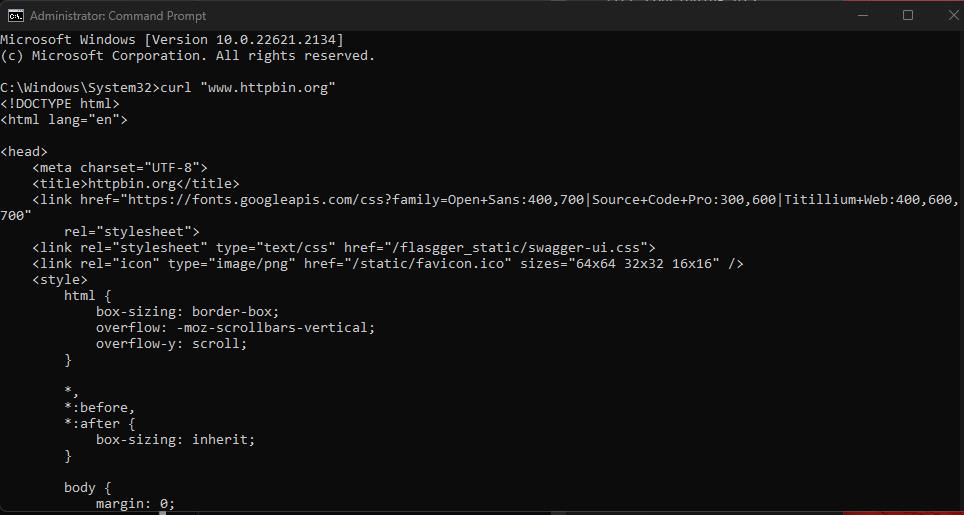 Administrator: Command Prompt
Microsoft Windows [Version 10.0.22621.2134]
(c) Microsoft Corporation. All rights reserved.

C:\Windows\System32>curl "www.httpbin.org"
<!DOCTYPE html>
<html lang="en">

<head>
    <meta charset="UTF-8">
    <title>httpbin.org</title>
    <link href="https://fonts.googleapis.com/css?family=Open+Sans:400,700|Source+Code+Pro:300,600|Titillium+Web:400,600,
700"
        rel="stylesheet">
    <link rel="stylesheet" type="text/css" href="/flasgger_static/swagger-ui.css">
    <link rel="icon" type="image/png" href="/static/favicon.ico" sizes="64x64 32x32 16x16" />
    <style>
        html {
            box-sizing: border-box;
            overflow: -moz-scrollbars-vertical;
            overflow-y: scroll;
        }

        *,
        *:before,
        *:after {
            box-sizing: inherit;
        }

        body {
            margin: 0;